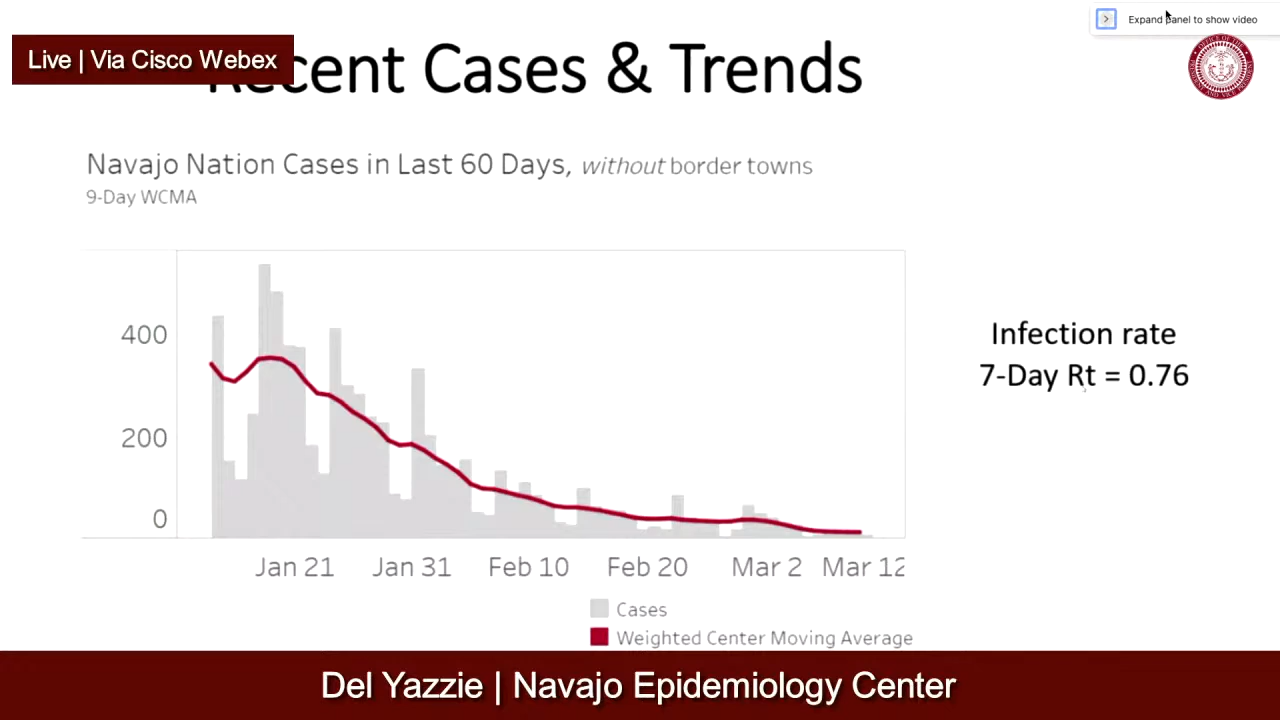 Expand panel to show video
Live | Via Cisco Webex
Recent Cases & Trends
Navajo Nation Cases in Last 60 Days, without border towns
9-Day WCMA
400
200
0
Jan 21 Jan 31 Feb 10 Feb 20 Mar 2 Mar 12
Infection rate
7-Day Rt = 0.76
Cases
Weighted Center Moving Average
Del Yazzie | Navajo Epidemiology Center